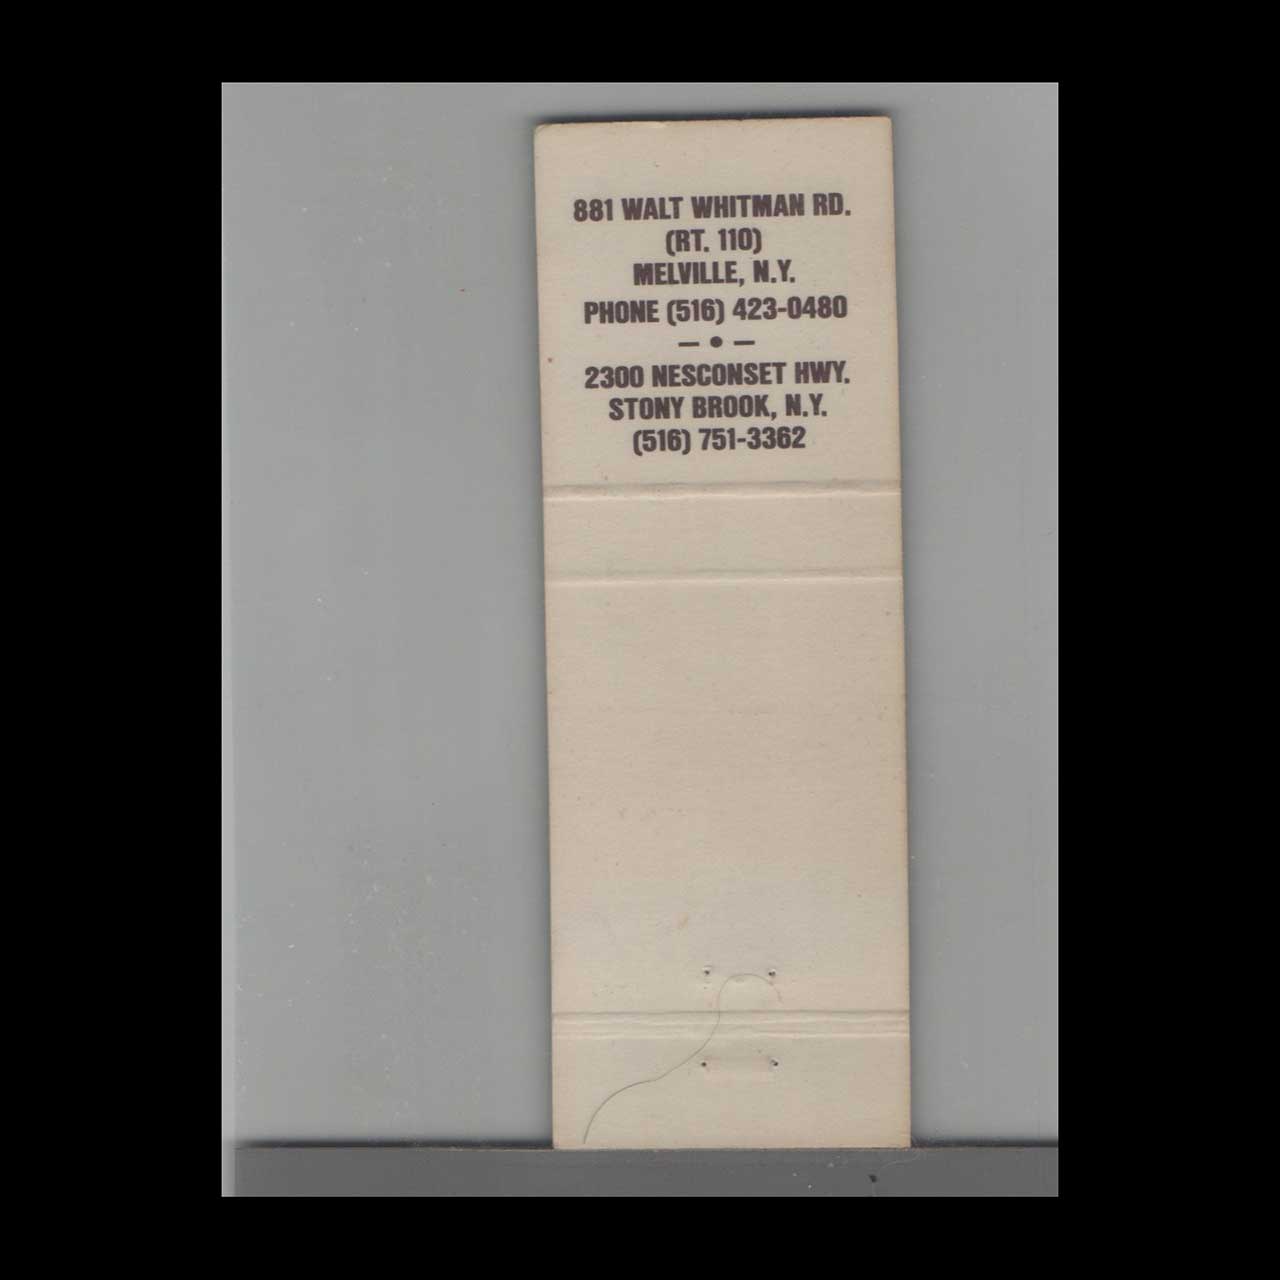 881 WALT WHITMAN RD.
(RT. 110)
MELVILLE, N.Y.
PHONE (516) 423-0480
— • —
2300 NESCONSET HWY.
STONY BROOK, N.Y.
(516) 751-3362